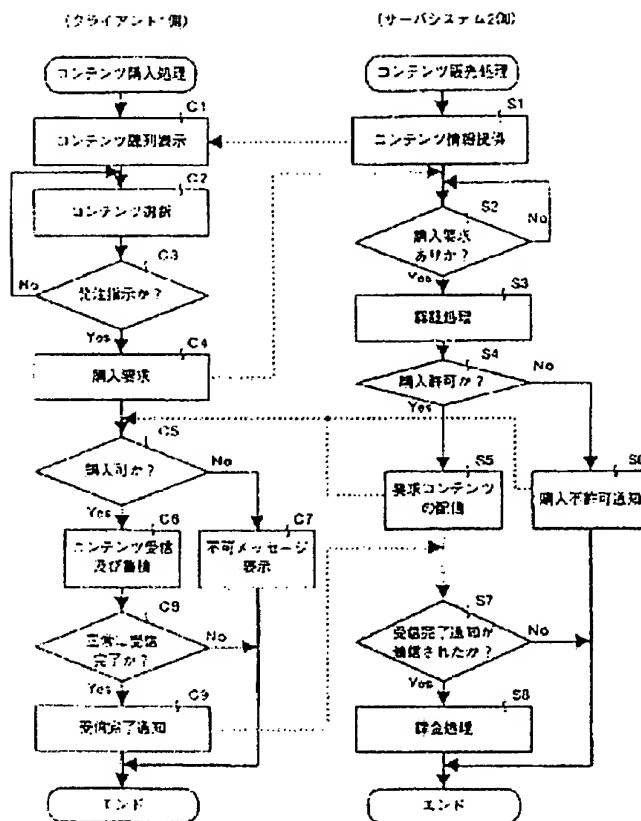 (クライアント1側)
コンテンツ購入処理
C1
コンテンツ陳列表示
C2
コンテンツ選択
C3
発注指示か?
No
Yes
C4
購入要求
C5
購入可か?
No
Yes
C6
コンテンツ受信
及び蓄積
C7
不可メッセージ
表示
C8
正常に受信
完了か?
No
Yes
C9
受信完了通知
エンド
(サーバシステム2側)
コンテンツ販売処理
S1
コンテンツ情報提供
S2
購入要求
ありか?
No
Yes
S3
認証処理
S4
購入許可か?
No
Yes
S5
要求コンテンツ
の配信
S6
購入不許可通知
S7
受信完了通知が
着信されたか?
No
Yes
S8
課金処理
エンド